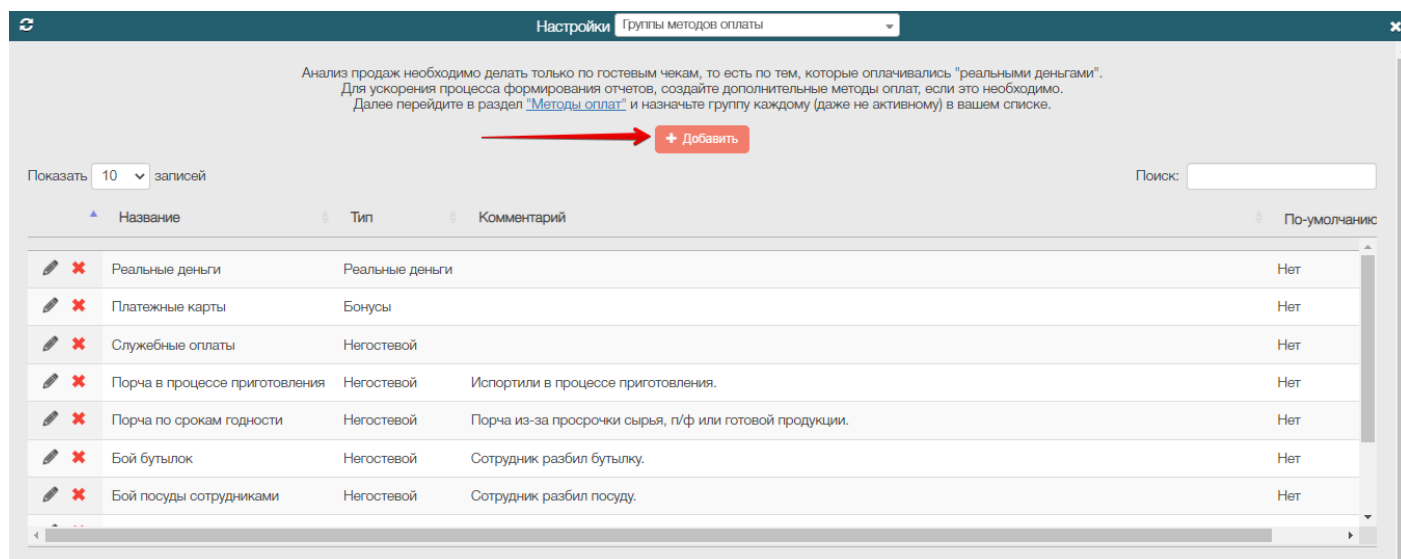 Настройки Группы методов оплаты
Анализ продаж необходимо делать только по гостевым чекам, то есть по тем, которые оплачивались "реальными деньгами".
Для ускорения процесса формирования отчетов, создайте дополнительные методы оплат, если это необходимо.
Далее перейдите в раздел "Методы оплат" и назначьте группу каждому (даже не активному) в вашем списке.
+ Добавить
Показать 10 записей Поиск:
Название Тип Комментарий По-умолчанию
Реальные деньги Реальные деньги Нет
Платежные карты Бонусы Нет
Служебные оплаты Негостевой Нет
Порча в процессе приготовления Негостевой Испортили в процессе приготовления. Нет
Порча по срокам годности Негостевой Порча из-за просрочки сырья, п/ф или готовой продукции. Нет
Бой бутылок Негостевой Сотрудник разбил бутылку. Нет
Бой посуды сотрудниками Негостевой Сотрудник разбил посуду. Нет